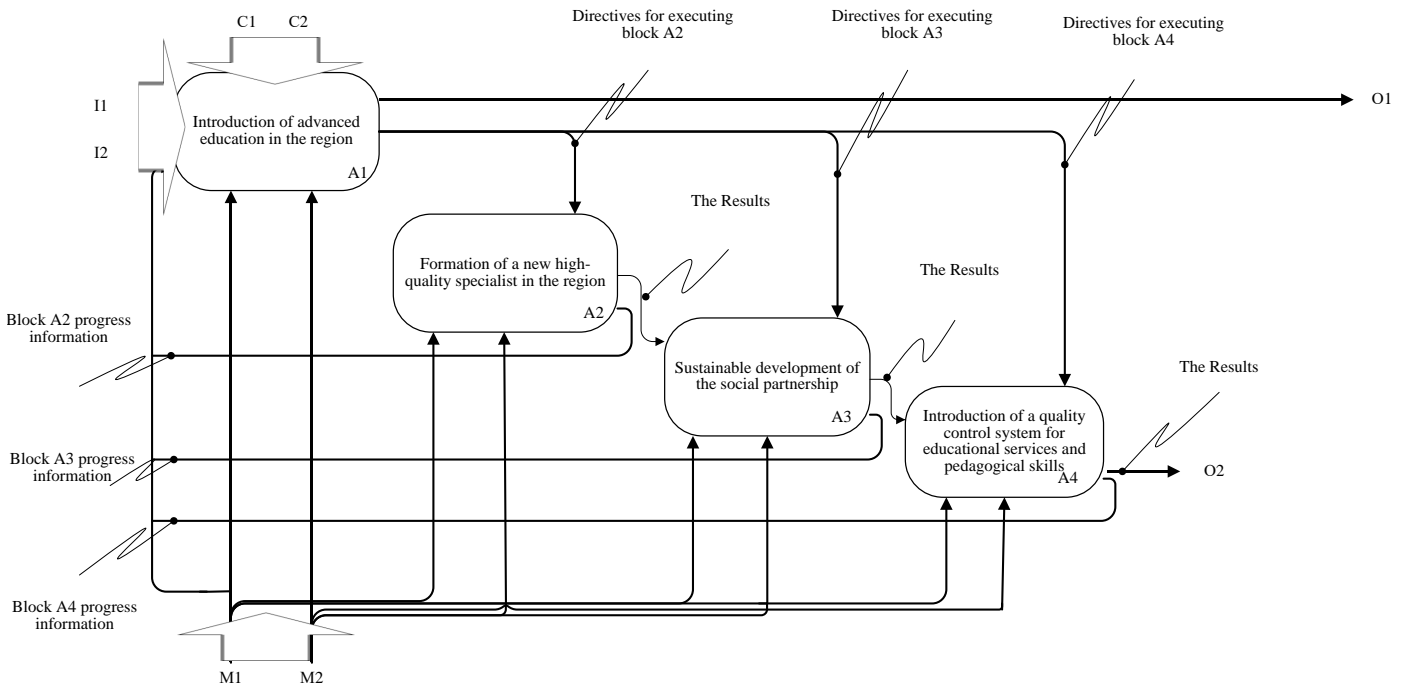 C1 C2
Directives for executing
block A2
Directives for executing
block A3
Directives for executing
block A4
I1
I2
Introduction of advanced
education in the region
A1
O1
The Results
Formation of a new high-
quality specialist in the region
A2
The Results
Block A2 progress
information
Sustainable development of
the social partnership
A3
The Results
Introduction of a quality
control system for
educational services and
pedagogical skills
A4
O2
Block A3 progress
information
Block A4 progress
information
M1 M2